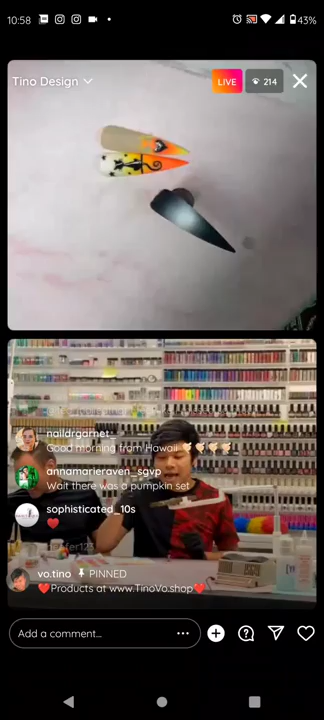 10:58
43%
Tino Design
LIVE
214
naildrgarnet
Good morning from Hawaii
annamarieraven_sgvp
Wait there was a pumpkin set
sophisticated_10s
vo.tino PINNED
Products at www.TinoVo.shop
Add a comment...